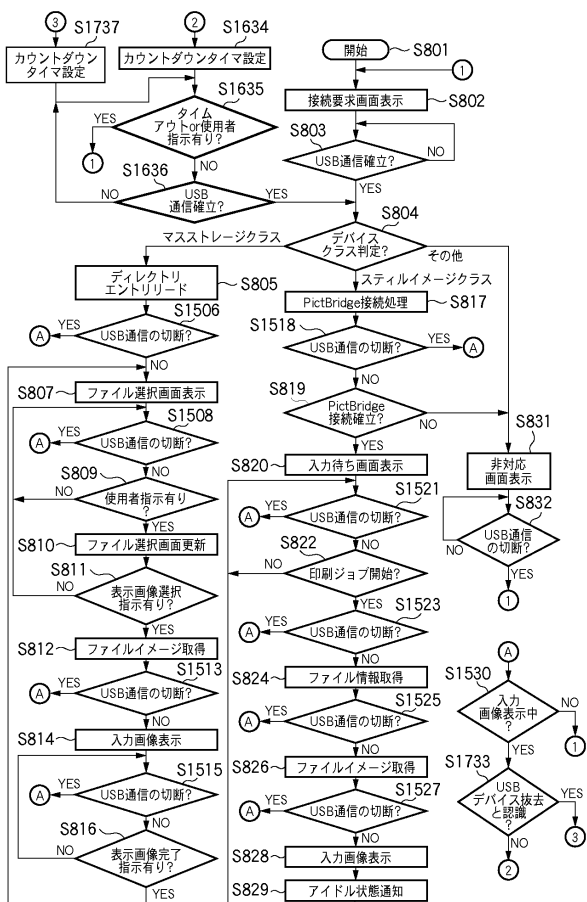 ③
S1737
カウントダウン
タイマ設定
②
S1634
カウントダウンタイマ設定
S1635
タイム
アウトor使用者
指示有り?
YES
①
NO
S1636
USB
通信確立?
NO
YES
開始
S801
①
接続要求画面表示
S802
S803
USB通信確立?
NO
YES
S804
デバイス
クラス判定?
マスストレージクラス
その他
スティルイメージクラス
ディレクトリ
エントリリード
S805
S1506
USB通信の切断?
YES
A
NO
S807
ファイル選択画面表示
S1508
USB通信の切断?
YES
A
NO
S809
使用者指示有り
?
NO
YES
S810
ファイル選択画面更新
S811
表示画像選択
指示有り?
NO
YES
S812
ファイルイメージ取得
S1513
USB通信の切断?
YES
A
NO
S814
入力画像表示
S1515
USB通信の切断?
YES
A
NO
S816
表示画像完了
指示有り?
NO
YES
PictBridge接続処理
S817
S1518
USB通信の切断?
YES
A
NO
S819
PictBridge
接続確立?
NO
YES
S820
入力待ち画面表示
S1521
USB通信の切断?
YES
A
NO
S822
印刷ジョブ開始?
NO
YES
S1523
USB通信の切断?
YES
A
NO
S824
ファイル情報取得
S1525
USB通信の切断?
YES
A
NO
S826
ファイルイメージ取得
S1527
USB通信の切断?
YES
A
NO
S828
入力画像表示
S829
アイドル状態通知
S831
非対応
画面表示
S832
USB通信
の切断?
NO
YES
①
A
S1530
入力
画像表示中
?
NO
①
YES
S1733
USB
デバイス抜去
と認識
?
YES
③
NO
②